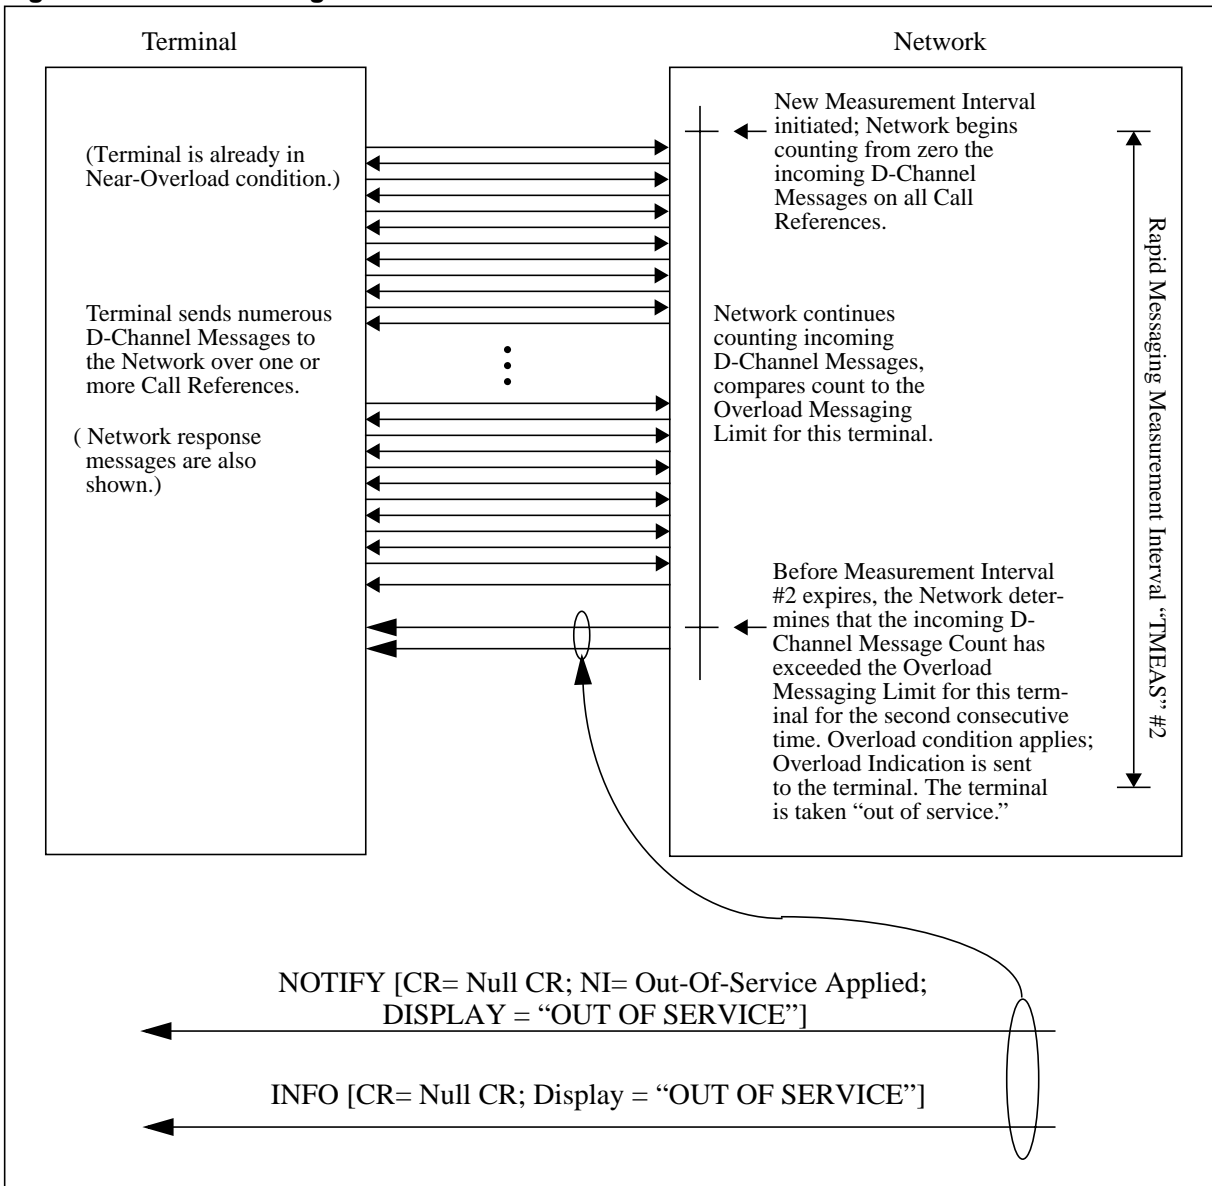 Terminal
Network
(Terminal is already in
Near-Overload condition.)
Terminal sends numerous
D-Channel Messages to
the Network over one or
more Call References.
( Network response
messages are also
shown.)
New Measurement Interval
initiated; Network begins
counting from zero the
incoming D-Channel
Messages on all Call
References.
Network continues
counting incoming
D-Channel Messages,
compares count to the
Overload Messaging
Limit for this terminal.
Before Measurement Interval
#2 expires, the Network deter-
mines that the incoming D-
Channel Message Count has
exceeded the Overload
Messaging Limit for this term-
inal for the second consecutive
time. Overload condition applies;
Overload Indication is sent
to the terminal. The terminal
is taken “out of service.”
Rapid Messaging Measurement Interval “TMEAS” #2
NOTIFY [CR= Null CR; NI= Out-Of-Service Applied;
DISPLAY = “OUT OF SERVICE”]
INFO [CR= Null CR; Display = “OUT OF SERVICE”]